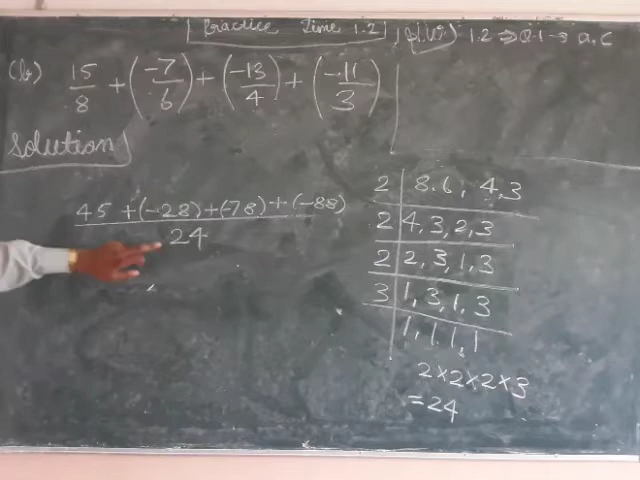 Practice Time 1.2
1.2 ⇒ Q.1 → a, c
(b) 15/8 + (-7/6) + (-13/4) + (-11/3)
Solution
45 + (-28) + (-78) + (-88)
24
2 | 8.6, 4,3
2 | 4, 3, 2, 3
2 | 2, 3, 1, 3
3 | 1, 3, 1, 3
1, 1, 1, 1
2×2×2×3
=24